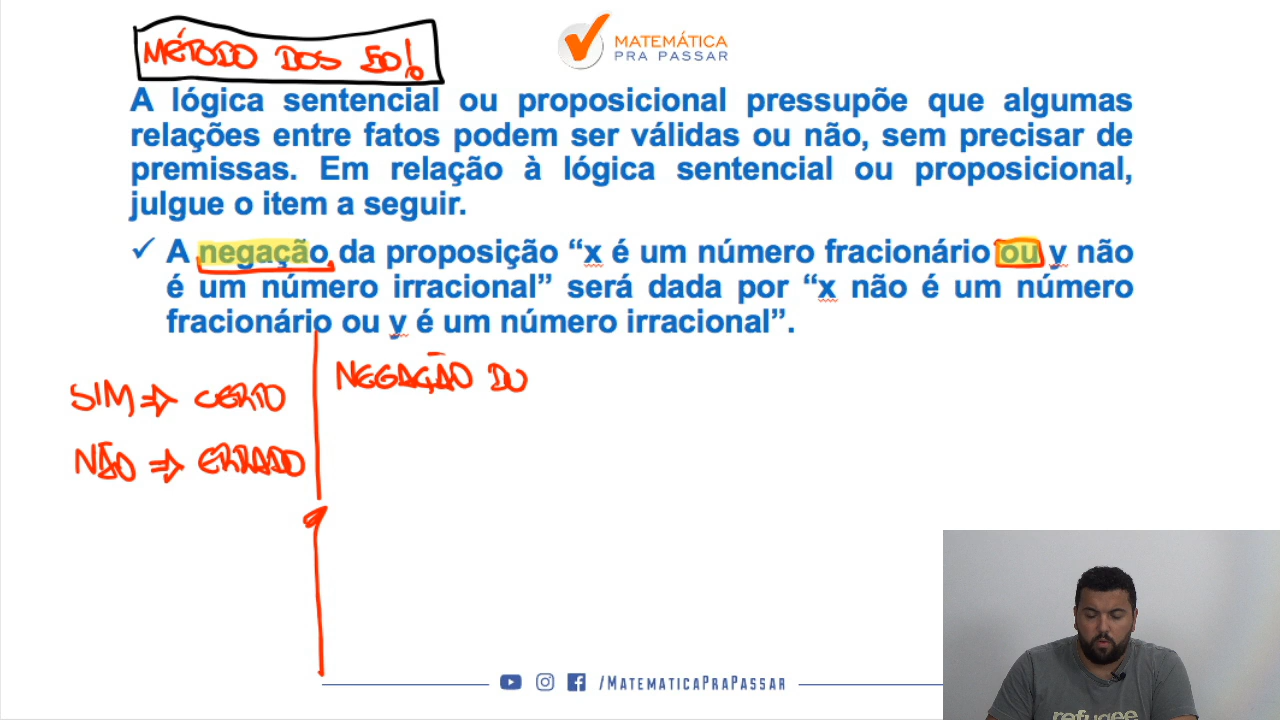 MÉTODO DOS 50!
MATEMÁTICA
PRA PASSAR
A lógica sentencial ou proposicional pressupõe que algumas
relações entre fatos podem ser válidas ou não, sem precisar de
premissas. Em relação à lógica sentencial ou proposicional,
julgue o item a seguir.
✓ A negação da proposição “x é um número fracionário ou y não
é um número irracional” será dada por “x não é um número
fracionário ou y é um número irracional”.
SIM ⇒ CERTO
NÃO ⇒ ERRADO
NEGAÇÃO DO
/MATEMATICAPRAPASSAR
refugee